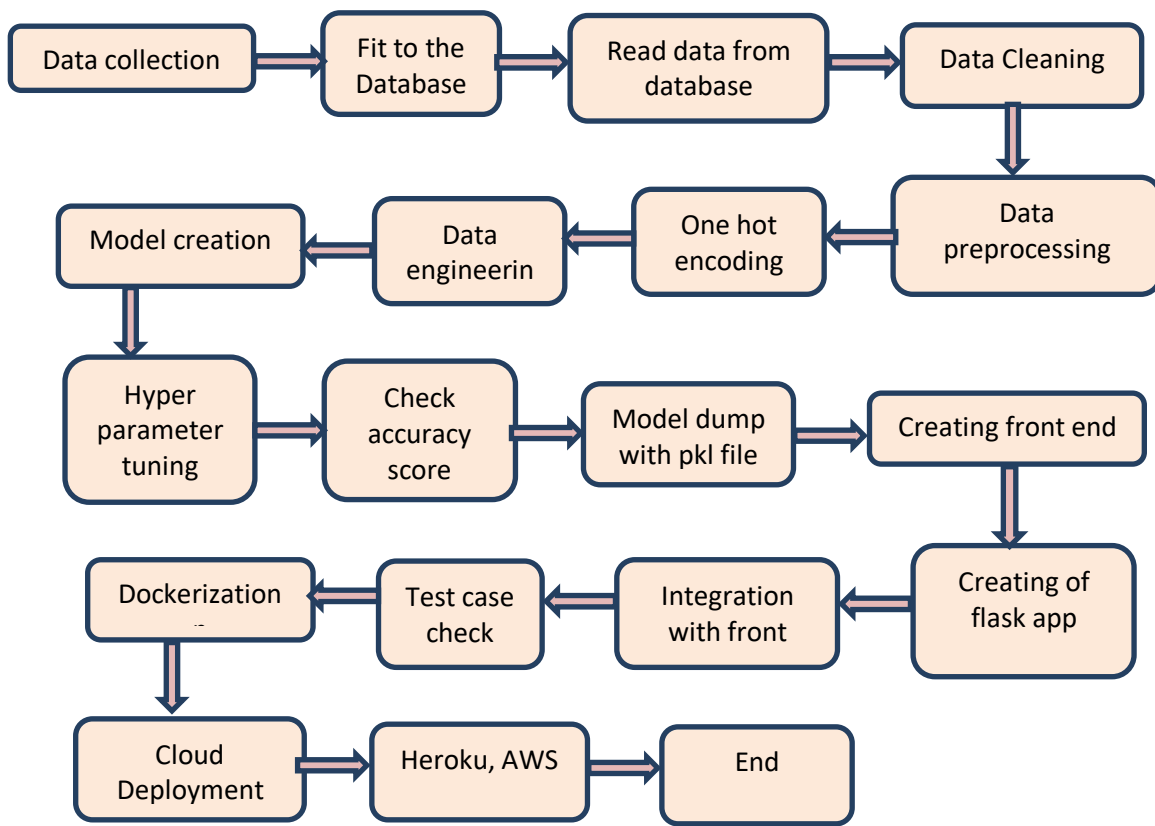 Data collection
Fit to the
Database
Read data from
database
Data Cleaning
Data
preprocessing
One hot
encoding
Data
engineerin
Model creation
Hyper
parameter
tuning
Check
accuracy
score
Model dump
with pkl file
Creating front end
Creating of
flask app
Integration
with front
Test case
check
Dockerization
Cloud
Deployment
Heroku, AWS
End